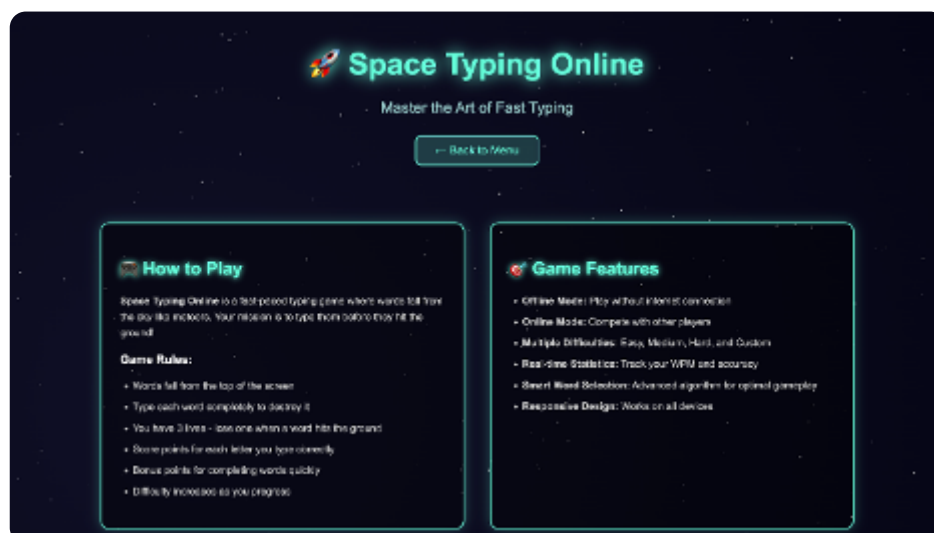 🚀 Space Typing Online
Master the Art of Fast Typing
← Back to Menu
🎮 How to Play
Space Typing Online is a fast-paced typing game where words fall from
the sky like meteors. Your mission is to type them before they hit the
ground!
Game Rules:
• Words fall from the top of the screen
• Type each word completely to destroy it
• You have 3 lives - lose one when a word hits the ground
• Score points for each letter you type correctly
• Bonus points for completing words quickly
• Difficulty increases as you progress
🎯 Game Features
• Offline Mode: Play without internet connection
• Online Mode: Compete with other players
• Multiple Difficulties: Easy, Medium, Hard, and Custom
• Real-time Statistics: Track your WPM and accuracy
• Smart Word Selection: Advanced algorithm for optimal gameplay
• Responsive Design: Works on all devices